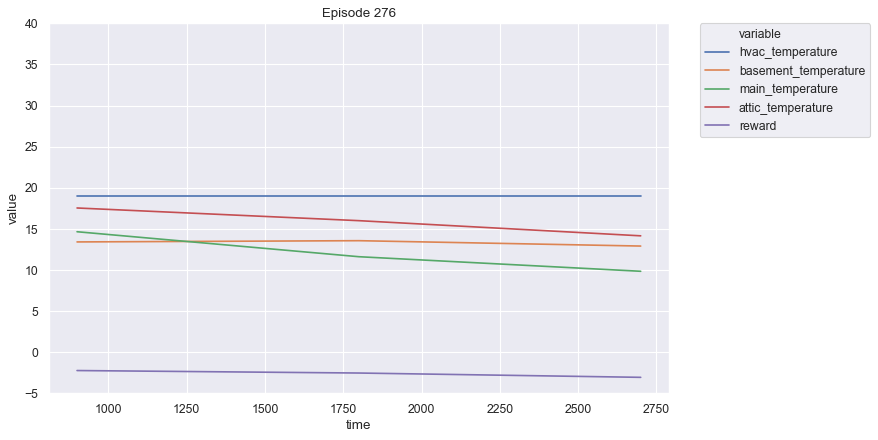 Episode 276
40
35
30
25
20
15
10
5
0
−5
value
1000 1250 1500 1750 2000 2250 2500 2750
time
variable
hvac_temperature
basement_temperature
main_temperature
attic_temperature
reward